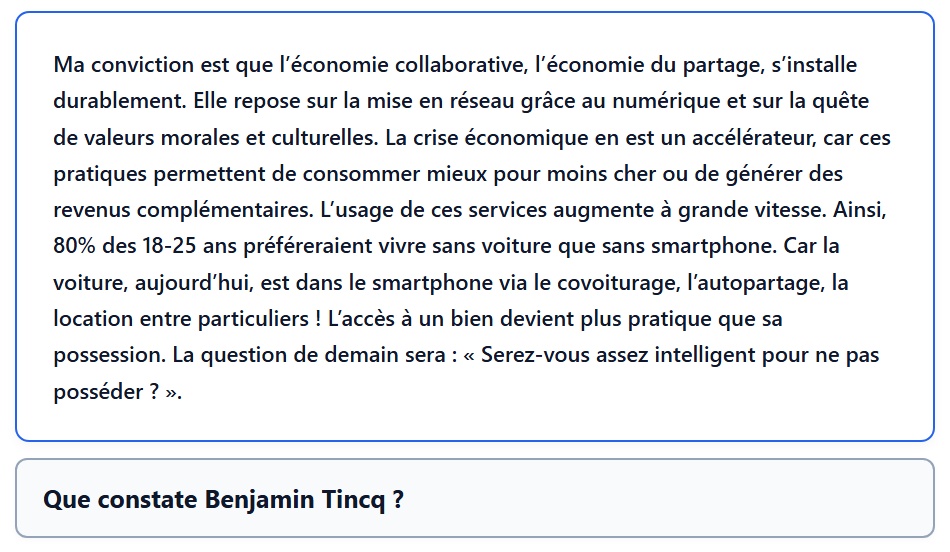 Ma conviction est que l’économie collaborative, l’économie du partage, s’installe
durablement. Elle repose sur la mise en réseau grâce au numérique et sur la quête
de valeurs morales et culturelles. La crise économique en est un accélérateur, car ces
pratiques permettent de consommer mieux pour moins cher ou de générer des
revenus complémentaires. L’usage de ces services augmente à grande vitesse. Ainsi,
80% des 18-25 ans préféreraient vivre sans voiture que sans smartphone. Car la
voiture, aujourd’hui, est dans le smartphone via le covoiturage, l’autopartage, la
location entre particuliers ! L’accès à un bien devient plus pratique que sa
possession. La question de demain sera : « Serez-vous assez intelligent pour ne pas
posséder ? ».
Que constate Benjamin Tincq ?